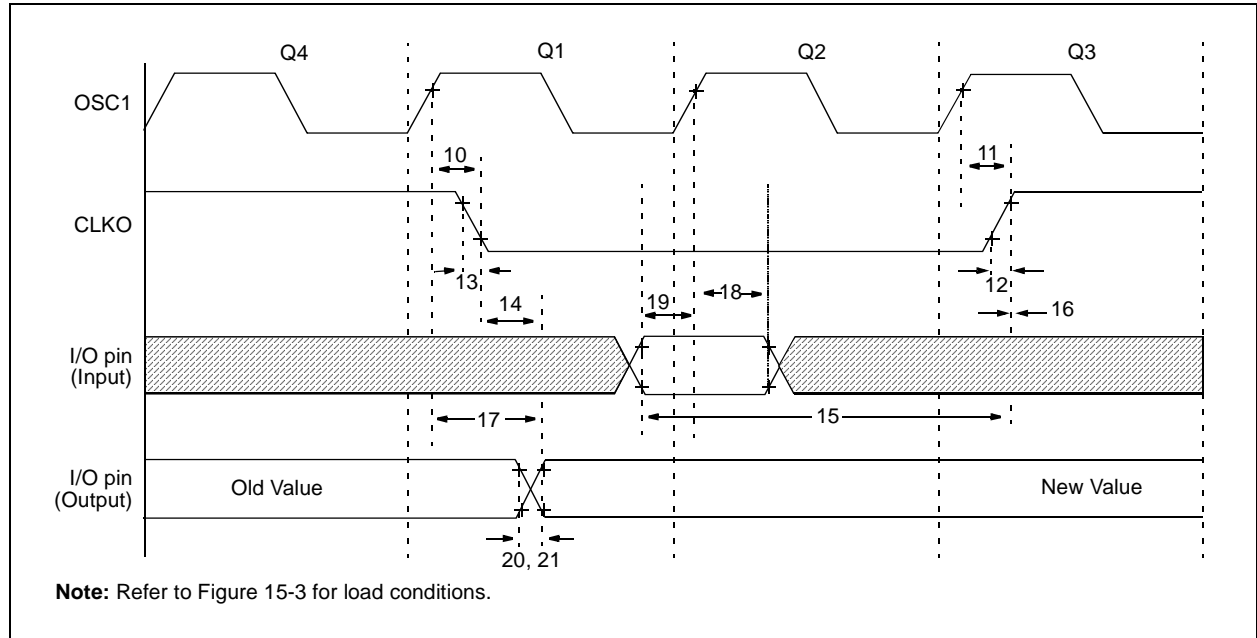 Q4
Q1
Q2
Q3
OSC1
10
11
CLKO
13
14
19
18
12
16
I/O pin
(Input)
17
15
I/O pin
(Output)
Old Value
New Value
20, 21
Note: Refer to Figure 15-3 for load conditions.